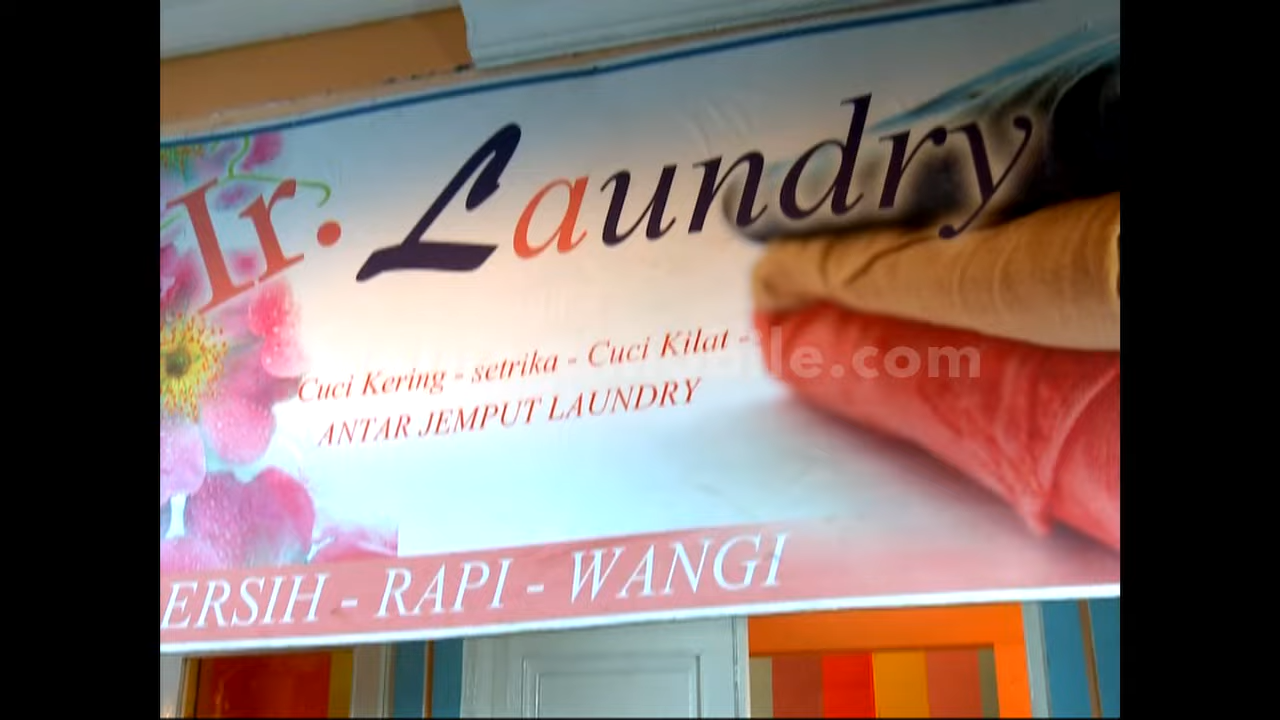 Ir. Laundry
Cuci Kering - setrika - Cuci Kilat -
ANTAR JEMPUT LAUNDRY
ERSIH - RAPI - WANGI